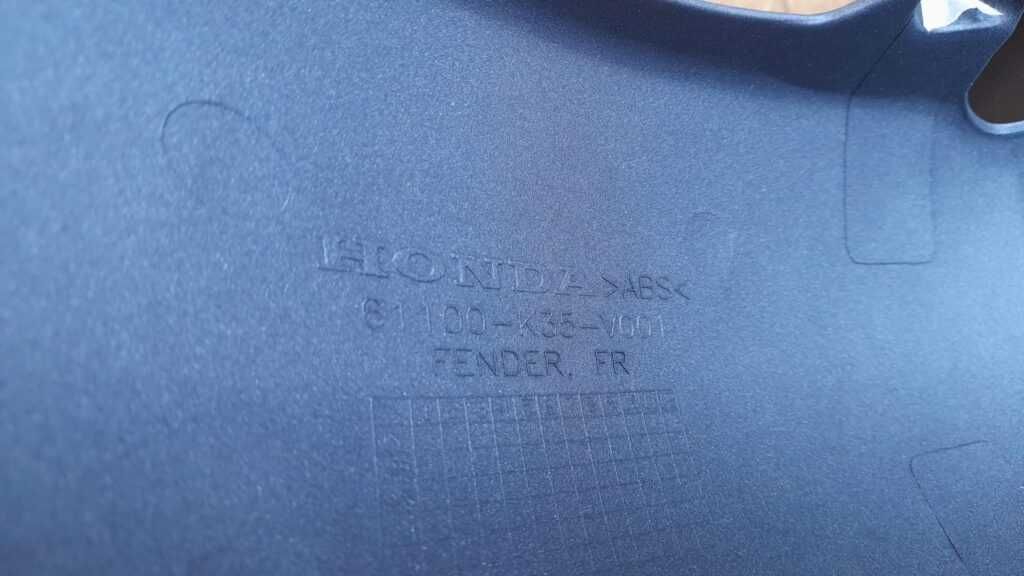 HONDA >ABS<
61100-K35-V001
FENDER, FR